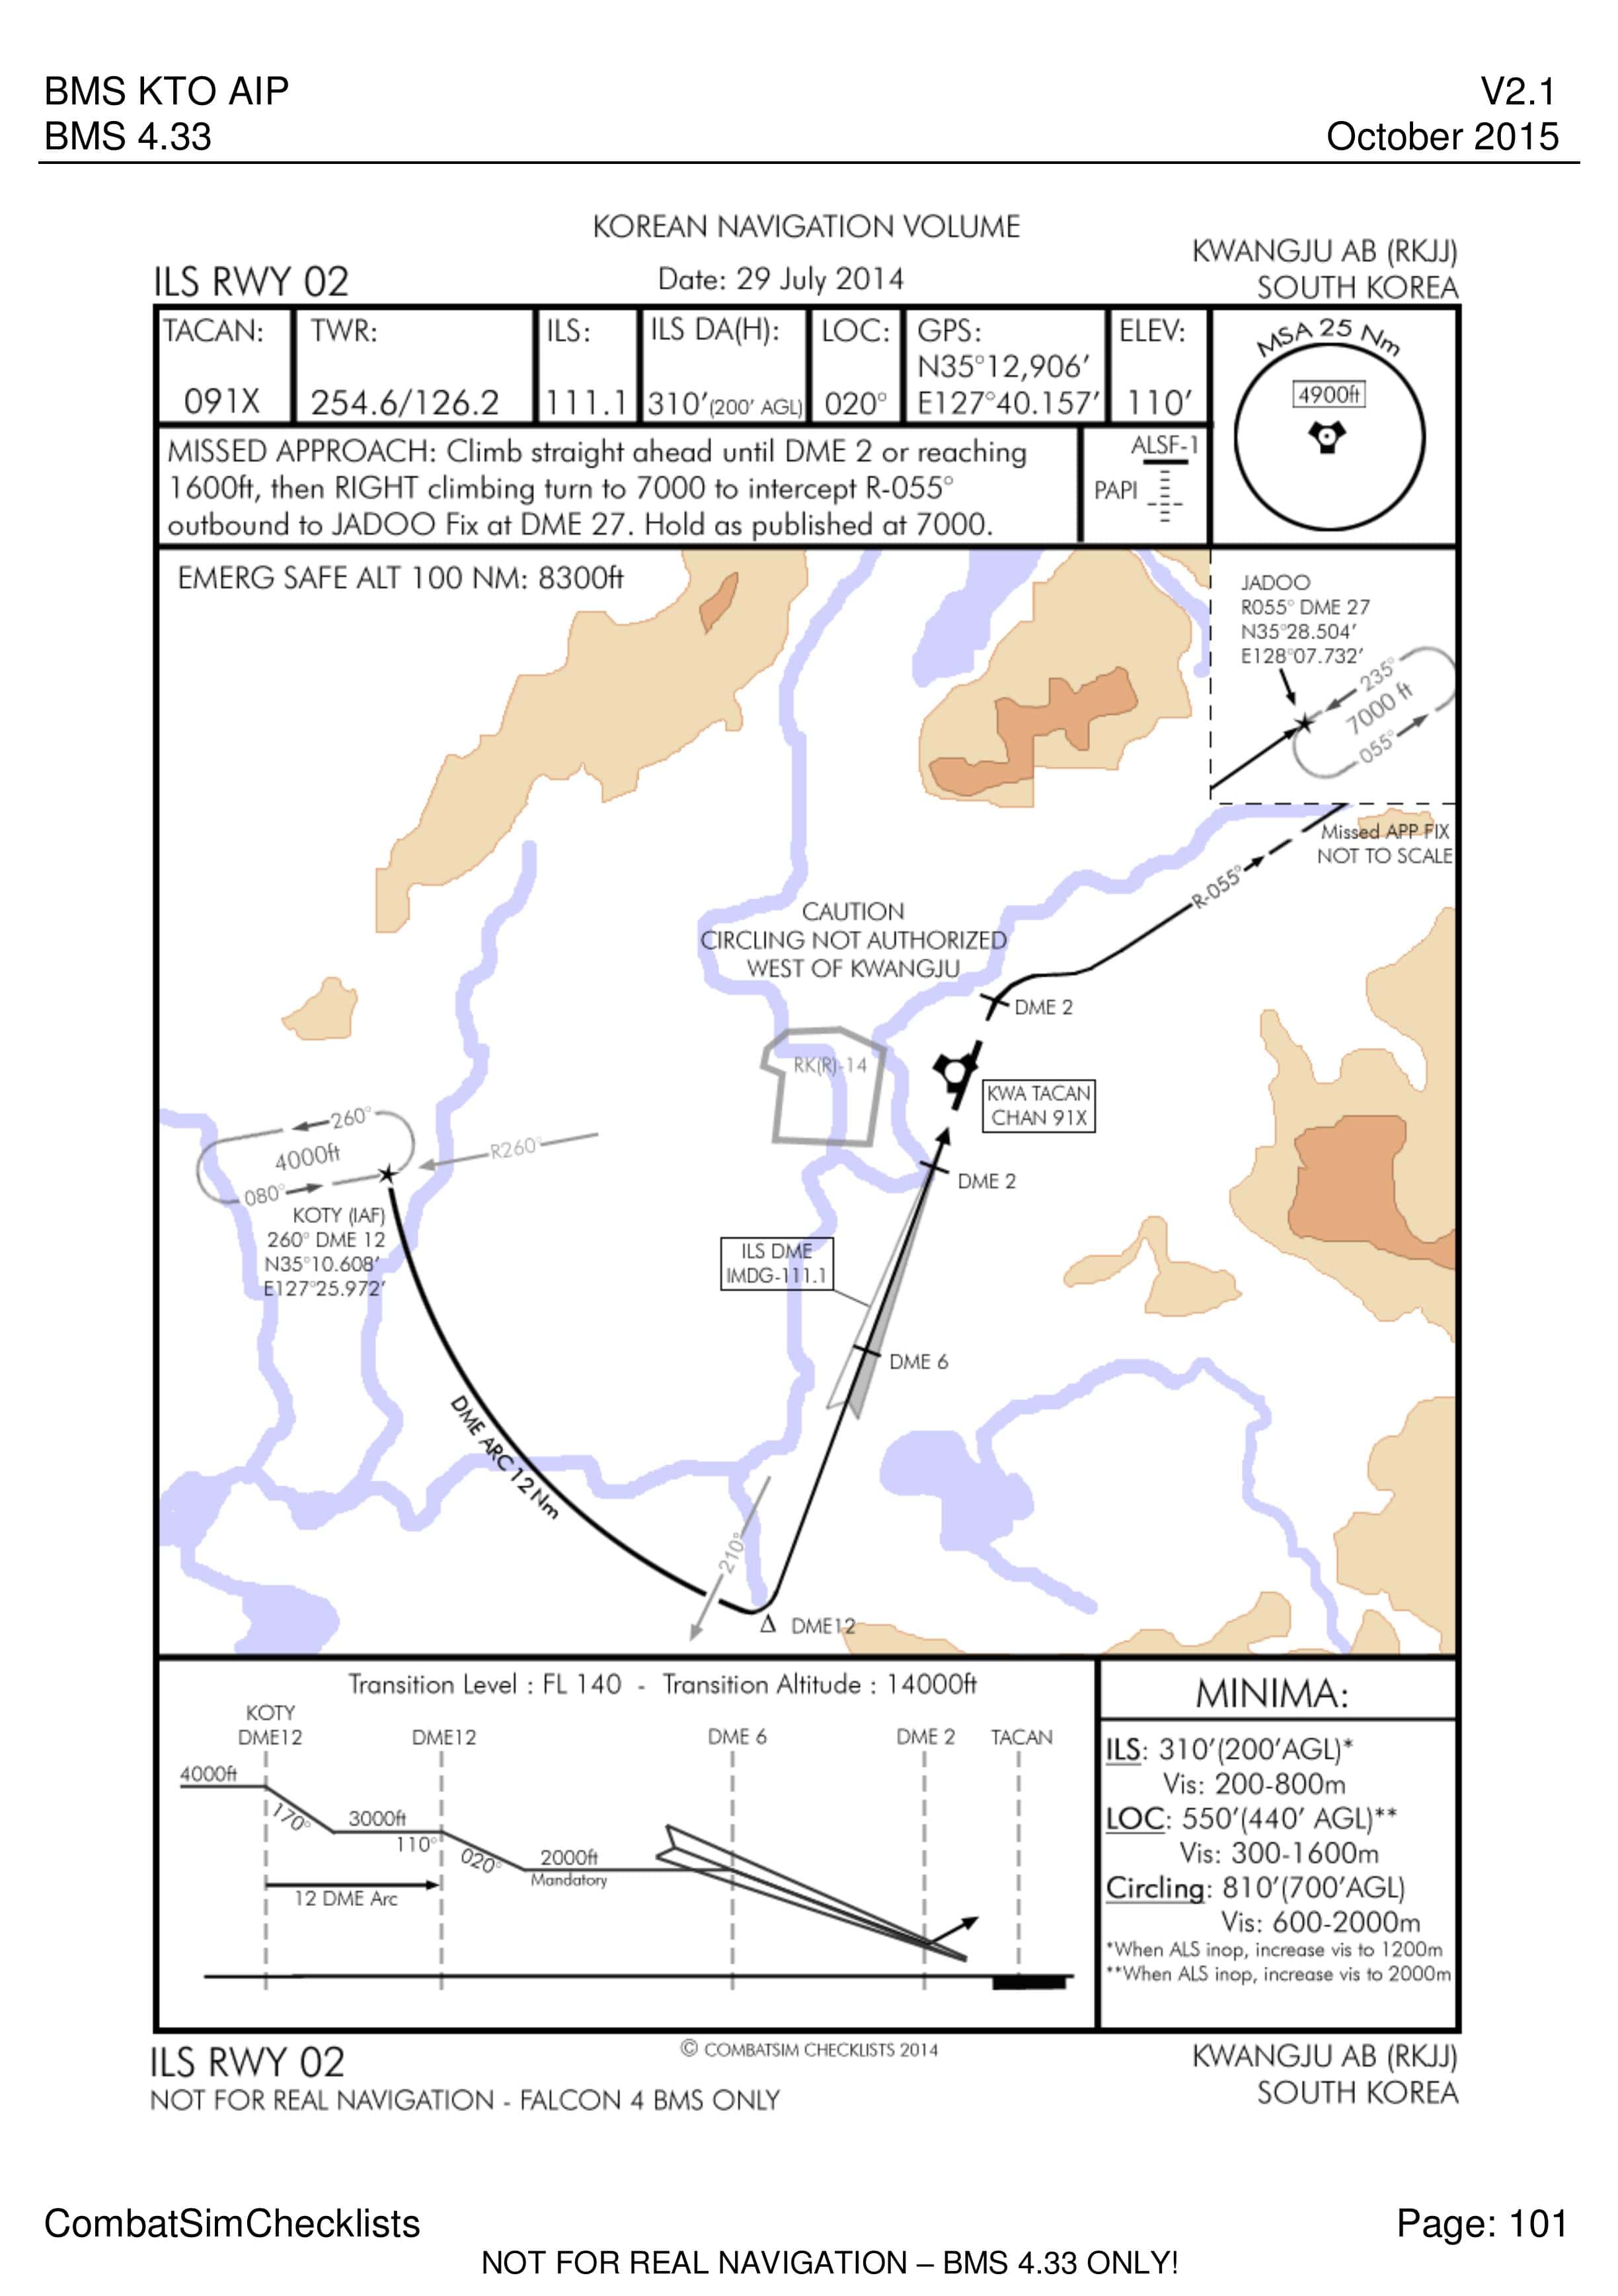 BMS KTO AIP
V2.1
BMS 4.33
October 2015
KOREAN NAVIGATION VOLUME
KWANGJU AB (RKJJ)
ILS RWY 02
Date: 29 July 2014
SOUTH KOREA
TACAN:
091X
TWR:
254.6/126.2
ILS:
111.1
ILS DA(H):
310′(200′ AGL)
LOC:
020°
GPS:
N35°12,906′
E127°40.157′
ELEV:
110′
MSA 25 Nm
4900ft
MISSED APPROACH: Climb straight ahead until DME 2 or reaching
1600ft, then RIGHT climbing turn to 7000 to intercept R-055°
outbound to JADOO Fix at DME 27. Hold as published at 7000.
ALSF-1
PAPI
EMERG SAFE ALT 100 NM: 8300ft
JADOO
R055° DME 27
N35°28.504′
E128°07.732′
235°
7000 ft
055°
Missed APP FIX
NOT TO SCALE
R-055°
CAUTION
CIRCLING NOT AUTHORIZED
WEST OF KWANGJU
DME 2
RK(R)-14
KWA TACAN
CHAN 91X
260°
4000ft
080°
R260°
KOTY (IAF)
260° DME 12
N35°10.608′
E127°25.972′
DME 2
ILS DME
IMDG-111.1
DME 6
DME ARC 12 Nm
210°
DME12
Transition Level : FL 140 - Transition Altitude : 14000ft
KOTY
DME12
DME12
DME 6
DME 2
TACAN
4000ft
170°
3000ft
110°
020°
2000ft
Mandatory
12 DME Arc
MINIMA:
ILS: 310′(200′AGL)*
Vis: 200-800m
LOC: 550′(440′ AGL)**
Vis: 300-1600m
Circling: 810′(700′AGL)
Vis: 600-2000m
*When ALS inop, increase vis to 1200m
**When ALS inop, increase vis to 2000m
ILS RWY 02
© COMBATSIM CHECKLISTS 2014
KWANGJU AB (RKJJ)
NOT FOR REAL NAVIGATION - FALCON 4 BMS ONLY
SOUTH KOREA
CombatSimChecklists
Page: 101
NOT FOR REAL NAVIGATION – BMS 4.33 ONLY!